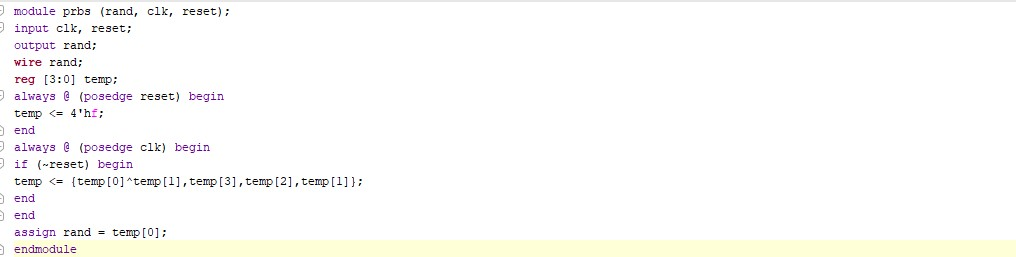 module prbs (rand, clk, reset);
input clk, reset;
output rand;
wire rand;
reg [3:0] temp;
always @ (posedge reset) begin
temp <= 4'hf;
end
always @ (posedge clk) begin
if (~reset) begin
temp <= {temp[0]^temp[1],temp[3],temp[2],temp[1]};
end
end
assign rand = temp[0];
endmodule